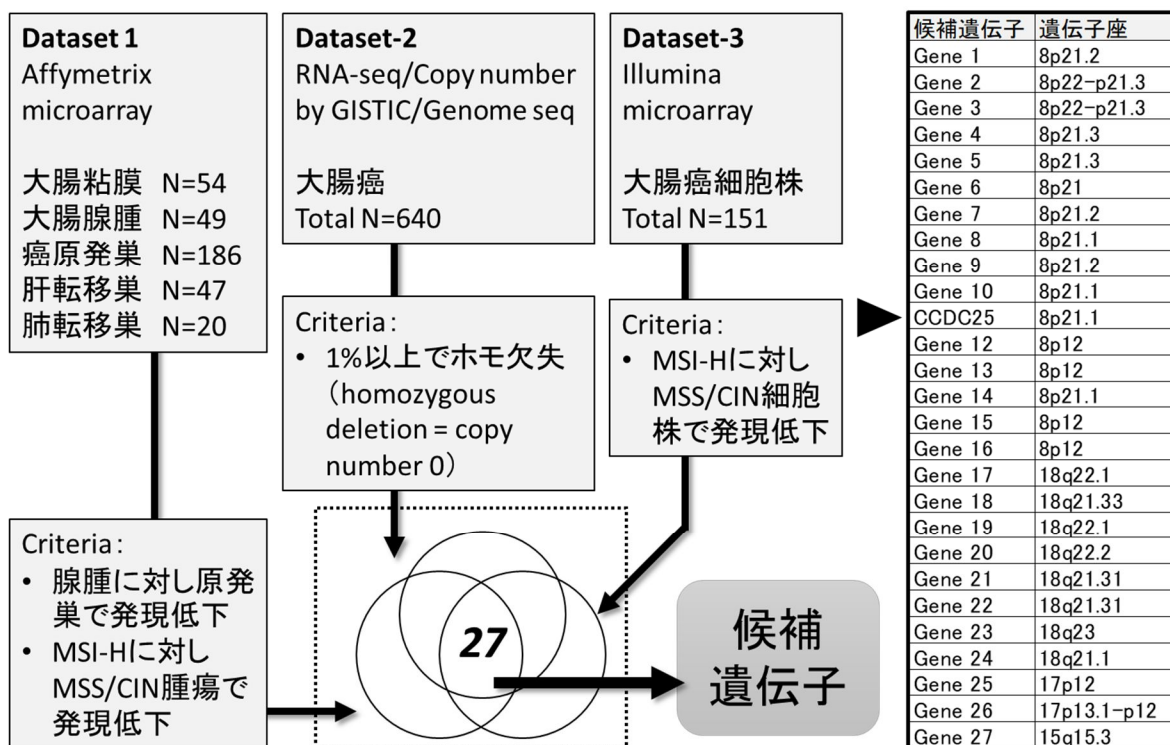 Dataset 1
Affymetrix
microarray
大腸粘膜 N=54
大腸腺腫 N=49
癌原発巣 N=186
肝転移巣 N=47
肺転移巣 N=20
Dataset-2
RNA-seq/Copy number
by GISTIC/Genome seq
大腸癌
Total N=640
Dataset-3
Illumina
microarray
大腸癌細胞株
Total N=151
Criteria：
• 1%以上でホモ欠失
（homozygous
deletion = copy
number 0）
Criteria：
• MSI-Hに対し
MSS/CIN細胞
株で発現低下
Criteria：
• 腺腫に対し原発
巣で発現低下
• MSI-Hに対し
MSS/CIN腫瘍で
発現低下
27
候補
遺伝子
候補遺伝子 遺伝子座
Gene 1 8p21.2
Gene 2 8p22-p21.3
Gene 3 8p22-p21.3
Gene 4 8p21.3
Gene 5 8p21.3
Gene 6 8p21
Gene 7 8p21.2
Gene 8 8p21.1
Gene 9 8p21.2
Gene 10 8p21.1
CCDC25 8p21.1
Gene 12 8p12
Gene 13 8p12
Gene 14 8p21.1
Gene 15 8p12
Gene 16 8p12
Gene 17 18q22.1
Gene 18 18q21.33
Gene 19 18q22.1
Gene 20 18q22.2
Gene 21 18q21.31
Gene 22 18q21.31
Gene 23 18q23
Gene 24 18q21.1
Gene 25 17p12
Gene 26 17p13.1-p12
Gene 27 15q15.3